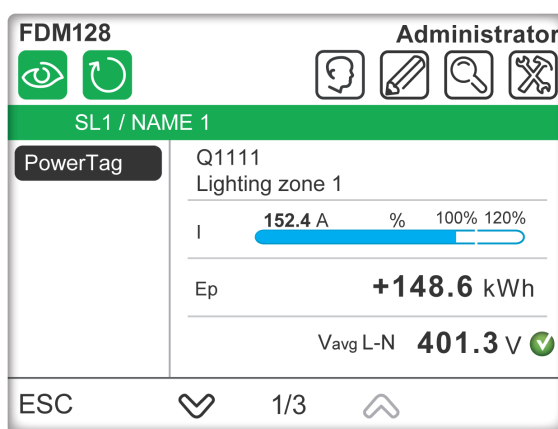 FDM128 Administrator
SL1 / NAME 1
PowerTag
Q1111
Lighting zone 1
I 152.4 A % 100% 120%
Ep +148.6 kWh
Vavg L-N 401.3 V
ESC 1/3